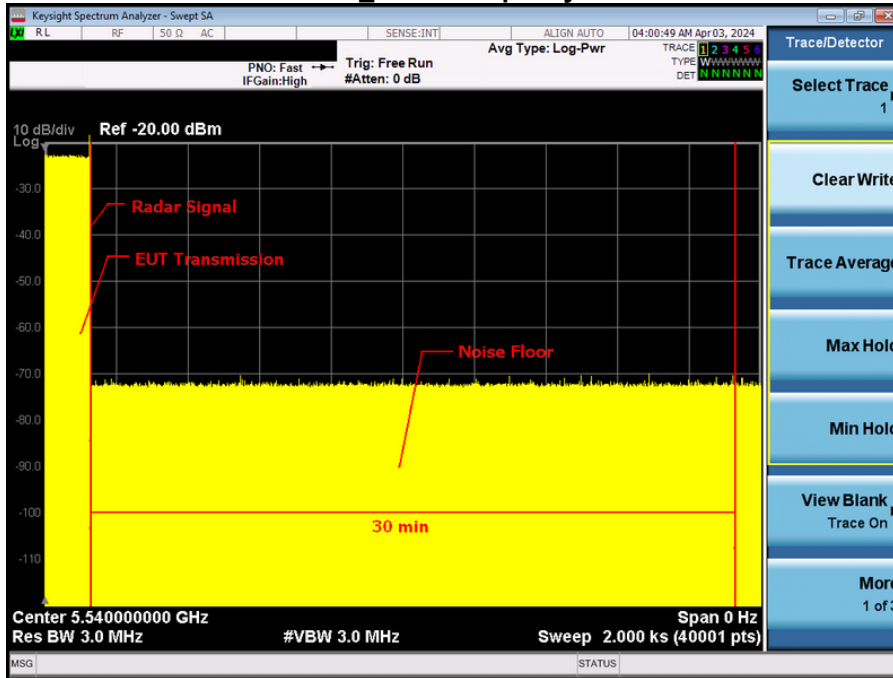 Keysight Spectrum Analyzer - Swept SA
LXI RL RF 50 Ω AC SENSE:INT ALIGN AUTO 04:00:49 AM Apr 03, 2024
Avg Type: Log-Pwr
TRACE 1 2 3 4 5 6
TYPE WWWWWW
DET N N N N N N
PNO: Fast
IFGain:High
Trig: Free Run
#Atten: 0 dB
10 dB/div Ref -20.00 dBm
Log
-30.0
-40.0
-50.0
-60.0
-70.0
-80.0
-90.0
-100
-110
Radar Signal
EUT Transmission
Noise Floor
30 min
Center 5.540000000 GHz Span 0 Hz
Res BW 3.0 MHz #VBW 3.0 MHz Sweep 2.000 ks (40001 pts)
MSG STATUS
Trace/Detector
Select Trace
1
Clear Write
Trace Average
Max Hold
Min Hold
View Blank
Trace On
More
1 of 3